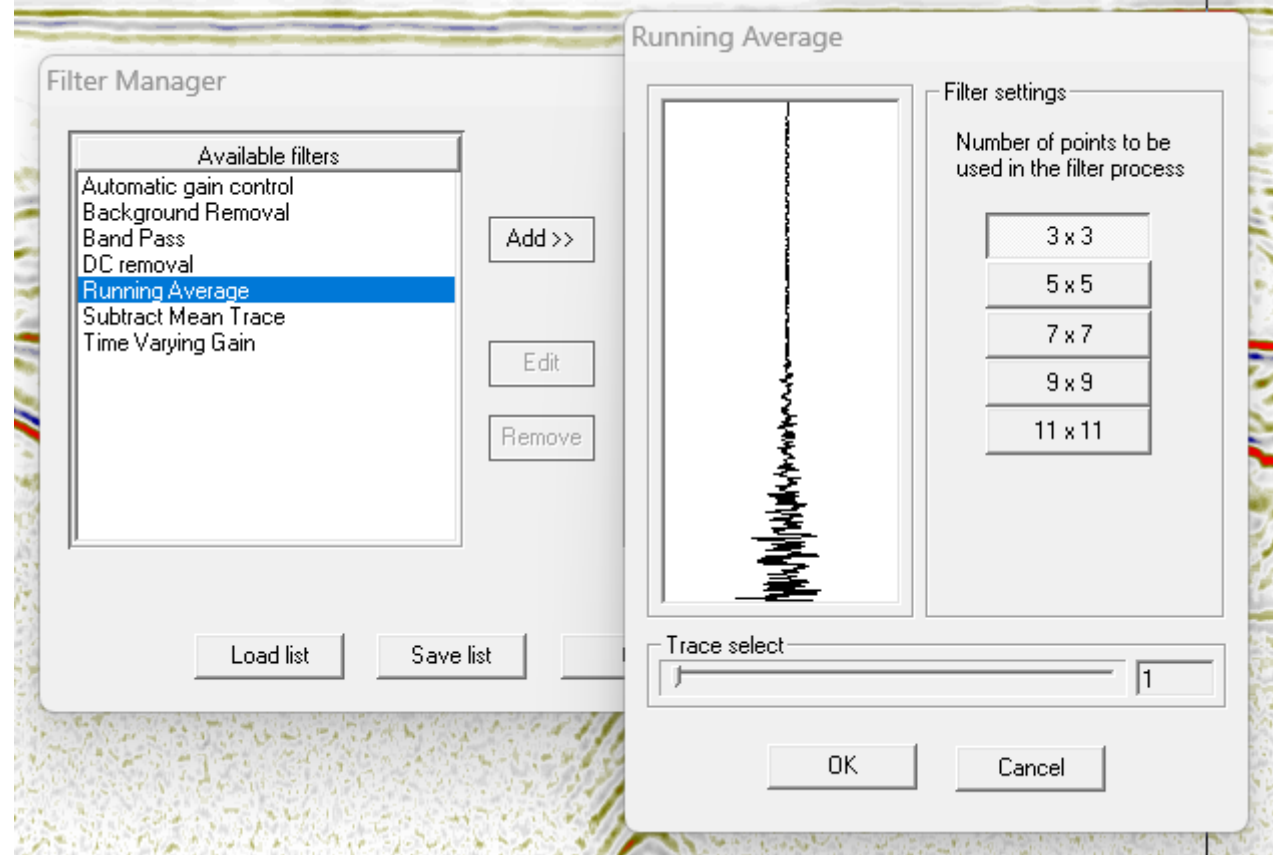 Filter Manager
Available filters
Automatic gain control
Background Removal
Band Pass
DC removal
Running Average
Subtract Mean Trace
Time Varying Gain
Add >>
Edit
Remove
Load list
Save list
Running Average
Filter settings
Number of points to be
used in the filter process
3 x 3
5 x 5
7 x 7
9 x 9
11 x 11
Trace select
1
OK
Cancel